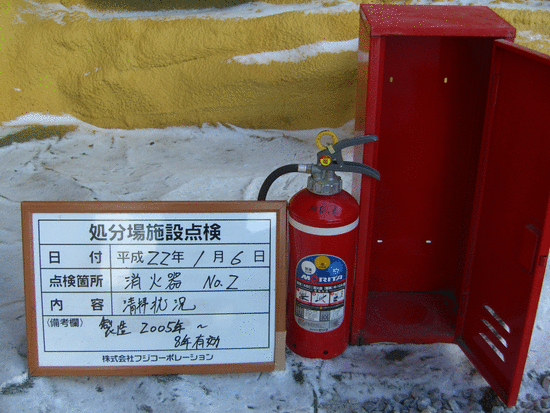 処分場施設点検
日付 平成22年1月6日
点検箇所 消火器 No.2
内容 清掃状況
(備考欄) 製造 2005年～
8年有効
株式会社フジコーポレーション
No.2
MORITA